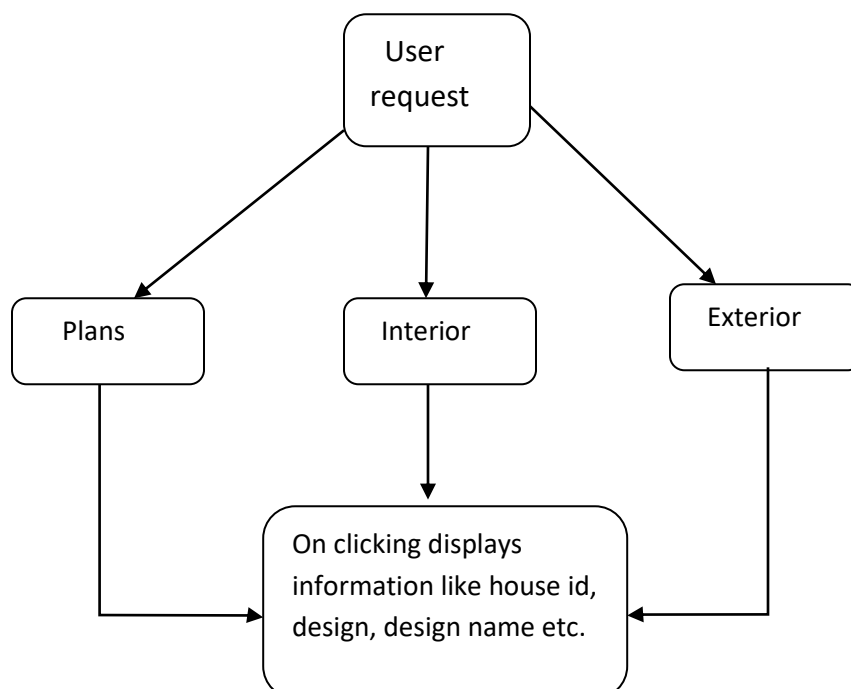 User
request
Plans
Interior
Exterior
On clicking displays
information like house id,
design, design name etc.